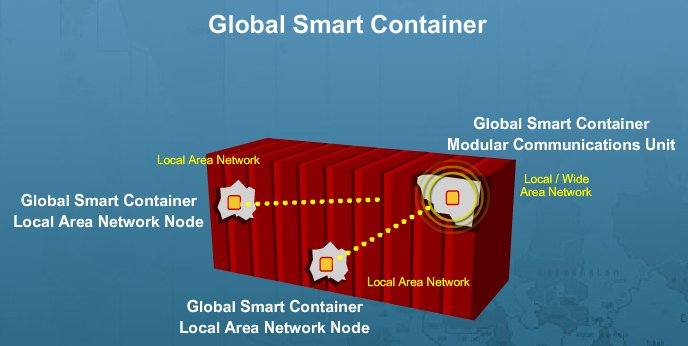 Global Smart Container
Global Smart Container
Modular Communications Unit
Local Area Network
Local / Wide
Area Network
Global Smart Container
Local Area Network Node
Local Area Network
Global Smart Container
Local Area Network Node